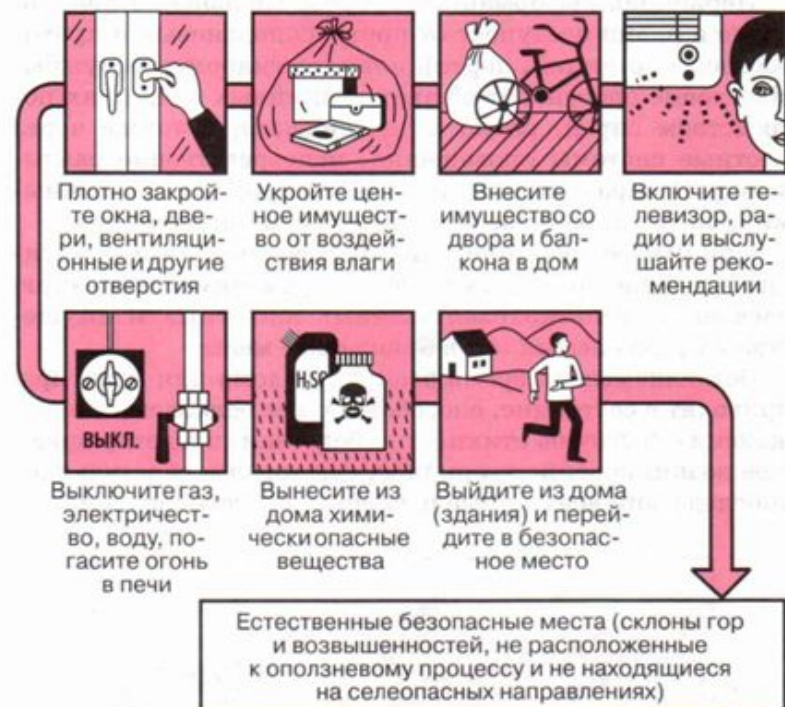 Плотно закрой-
те окна, две-
ри, вентиляци-
онные и другие
отверстия
Укройте цен-
ное имущест-
во от воздей-
ствия влаги
Внесите
имущество со
двора и бал-
кона в дом
Включите те-
левизор, ра-
дио и выслу-
шайте реко-
мендации
ВЫКЛ.
Выключите газ,
электричест-
во, воду, по-
гасите огонь
в печи
H₂SO
Вынесите из
дома хими-
чески опасные
вещества
Выйдите из дома
(здания) и перей-
дите в безопас-
ное место
Естественные безопасные места (склоны гор
и возвышенностей, не расположенные
к оползневому процессу и не находящиеся
на селеопасных направлениях)